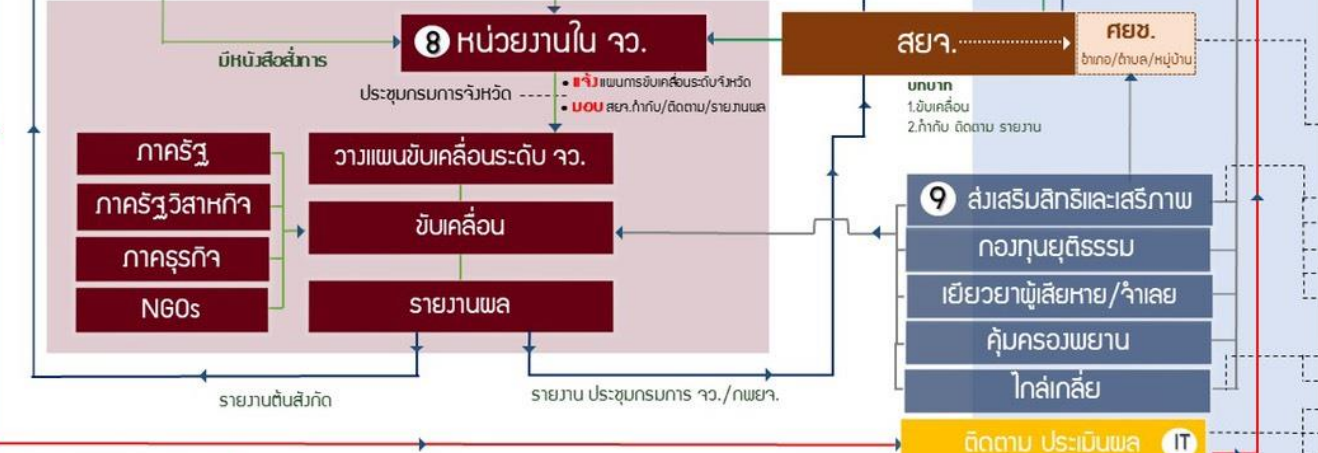 8 หน่วยงานใน จว.
สยจ.
ศยช.
อำเภอ/ตำบล/หมู่บ้าน
มีหนังสือสั่งการ
ประชุมกรมการจังหวัด
• แจ้งแผนการขับเคลื่อนระดับจังหวัด
• มอบ สยจ.กำกับ/ติดตาม/รายงานผล
บทบาท
1.ขับเคลื่อน
2.กำกับ ติดตาม รายงาน
ภาครัฐ
ภาครัฐวิสาหกิจ
ภาคธุรกิจ
NGOs
วางแผนขับเคลื่อนระดับ จว.
ขับเคลื่อน
รายงานผล
9 ส่งเสริมสิทธิและเสรีภาพ
กองทุนยุติธรรม
เยียวยาผู้เสียหาย/จำเลย
คุ้มครองพยาน
ไกล่เกลี่ย
รายงานต้นสังกัด
รายงาน ประชุมกรมการ จว./กพยจ.
ติดตาม ประเมินผล IT